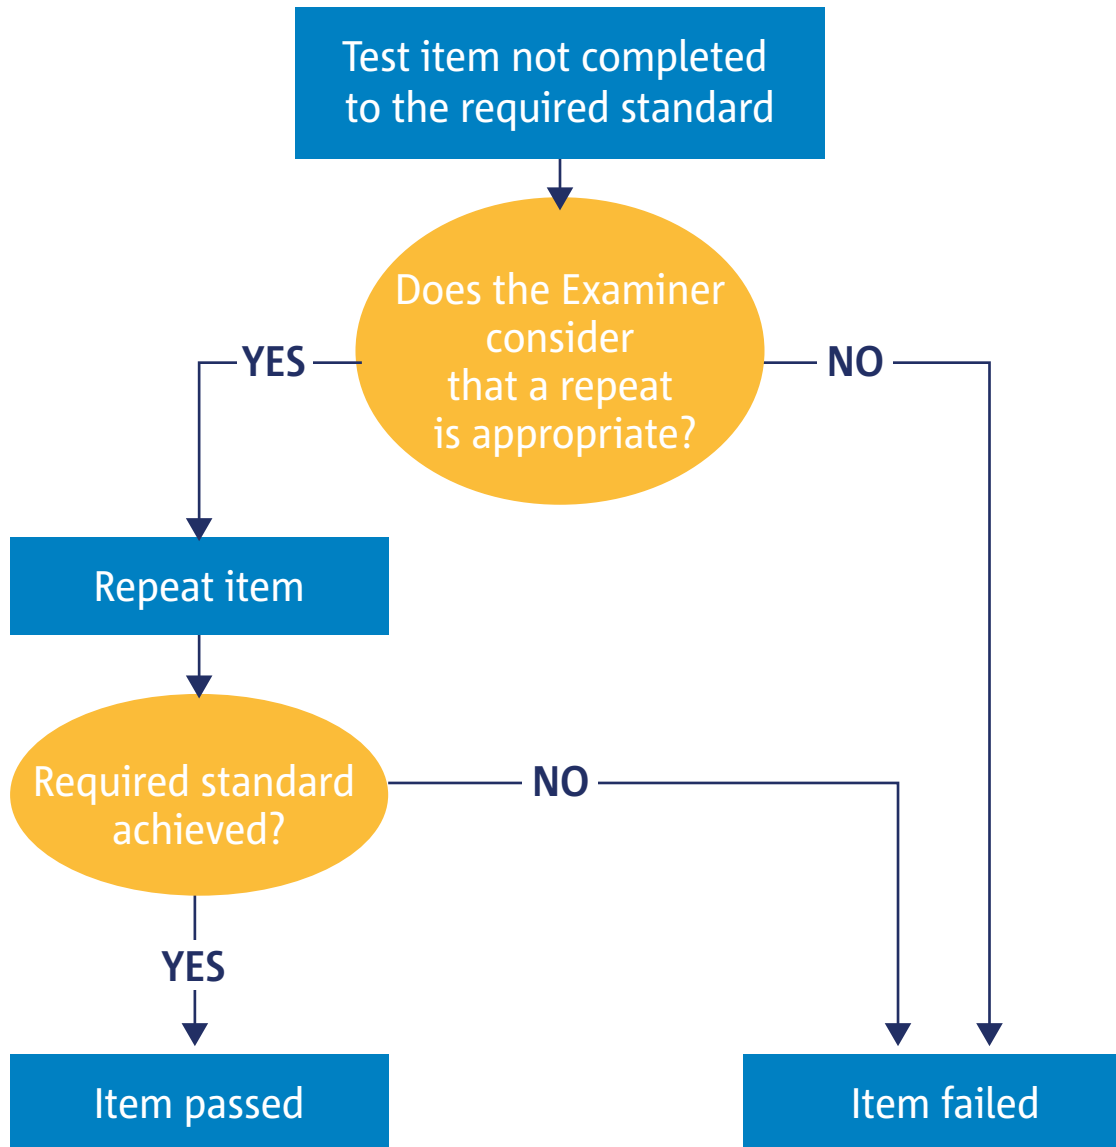 Test item not completed
to the required standard
Does the Examiner
consider
that a repeat
is appropriate?
YES
NO
Repeat item
Required standard
achieved?
NO
YES
Item passed
Item failed